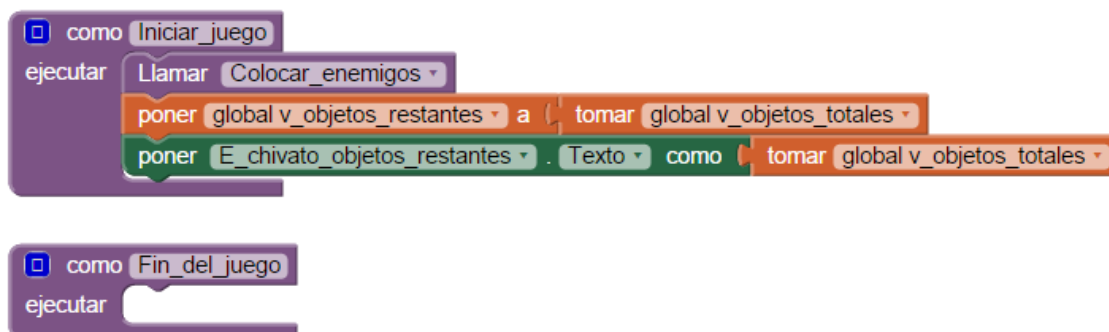 como Iniciar_juego
ejecutar Llamar Colocar_enemigos
poner global v_objetos_restantes a tomar global v_objetos_totales
poner E_chivato_objetos_restantes . Texto como tomar global v_objetos_totales
como Fin_del_juego
ejecutar